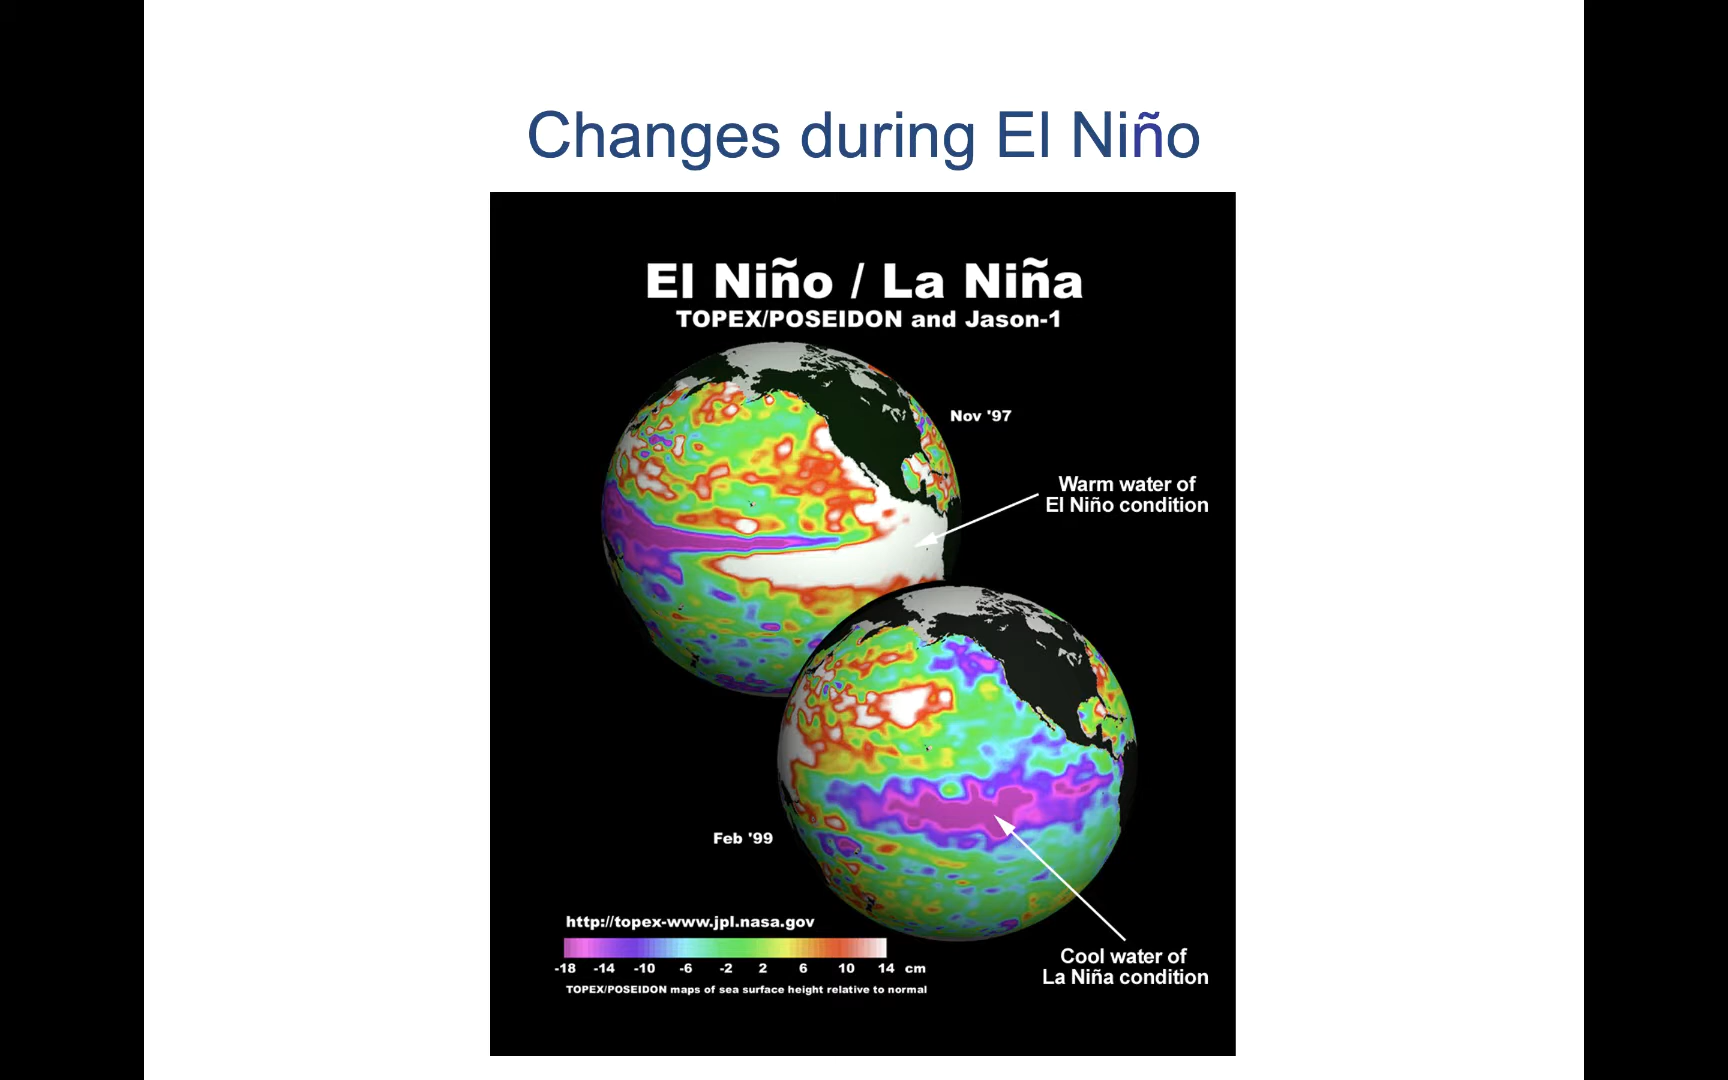 Changes during El Niño
El Niño / La Niña
TOPEX/POSEIDON and Jason-1
Nov '97
Warm water of
El Niño condition
Feb '99
http://topex-www.jpl.nasa.gov
-18 -14 -10 -6 -2 2 6 10 14 cm
TOPEX/POSEIDON maps of sea surface height relative to normal
Cool water of
La Niña condition